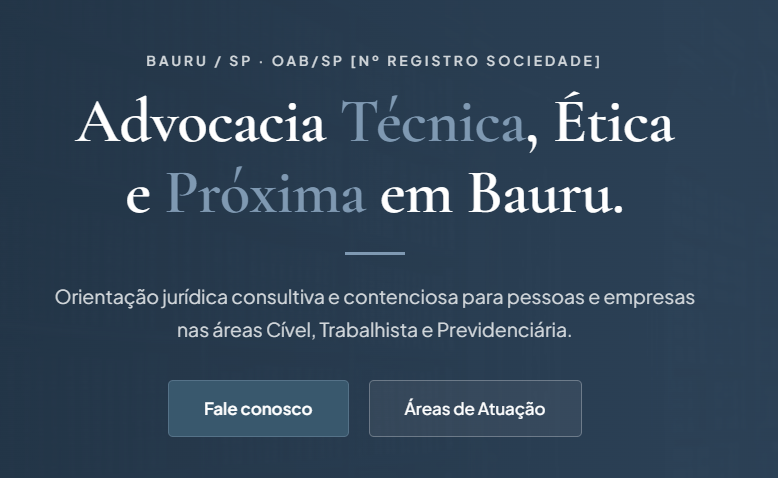 BAURU / SP · OAB/SP [Nº REGISTRO SOCIEDADE]
Advocacia Técnica, Ética
e Próxima em Bauru.
Orientação jurídica consultiva e contenciosa para pessoas e empresas
nas áreas Cível, Trabalhista e Previdenciária.
Fale conosco
Áreas de Atuação